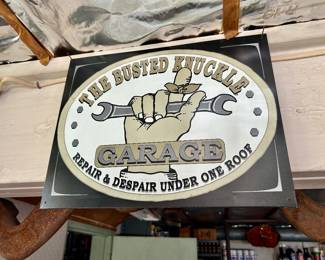 THE BUSTED KNUCKLE
GARAGE
REPAIR & DESPAIR UNDER ONE ROOF